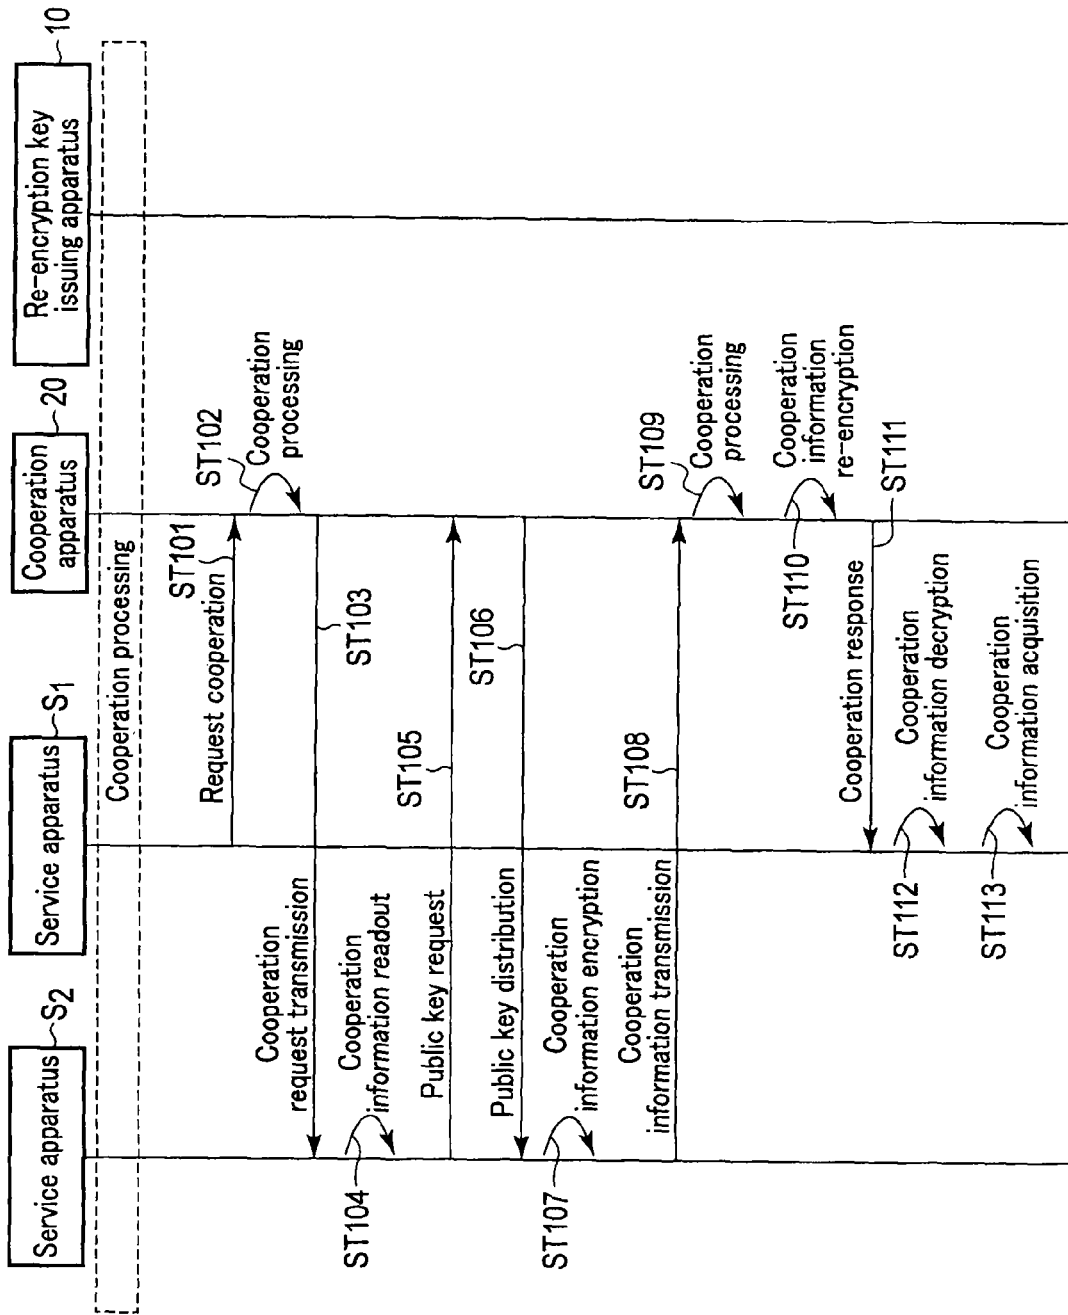 Service apparatus
S2
Service apparatus
S1
Cooperation
apparatus
20
Re-encryption key
issuing apparatus
10
Cooperation processing
Request cooperation
ST101
ST102
Cooperation
processing
Cooperation
request transmission
ST103
ST104
Cooperation
information readout
Public key request
ST105
Public key distribution
ST106
ST107
Cooperation
information encryption
Cooperation
information transmission
ST108
ST109
Cooperation
processing
ST110
Cooperation
information
re-encryption
Cooperation response
ST111
ST112
Cooperation
information decryption
ST113
Cooperation
information acquisition